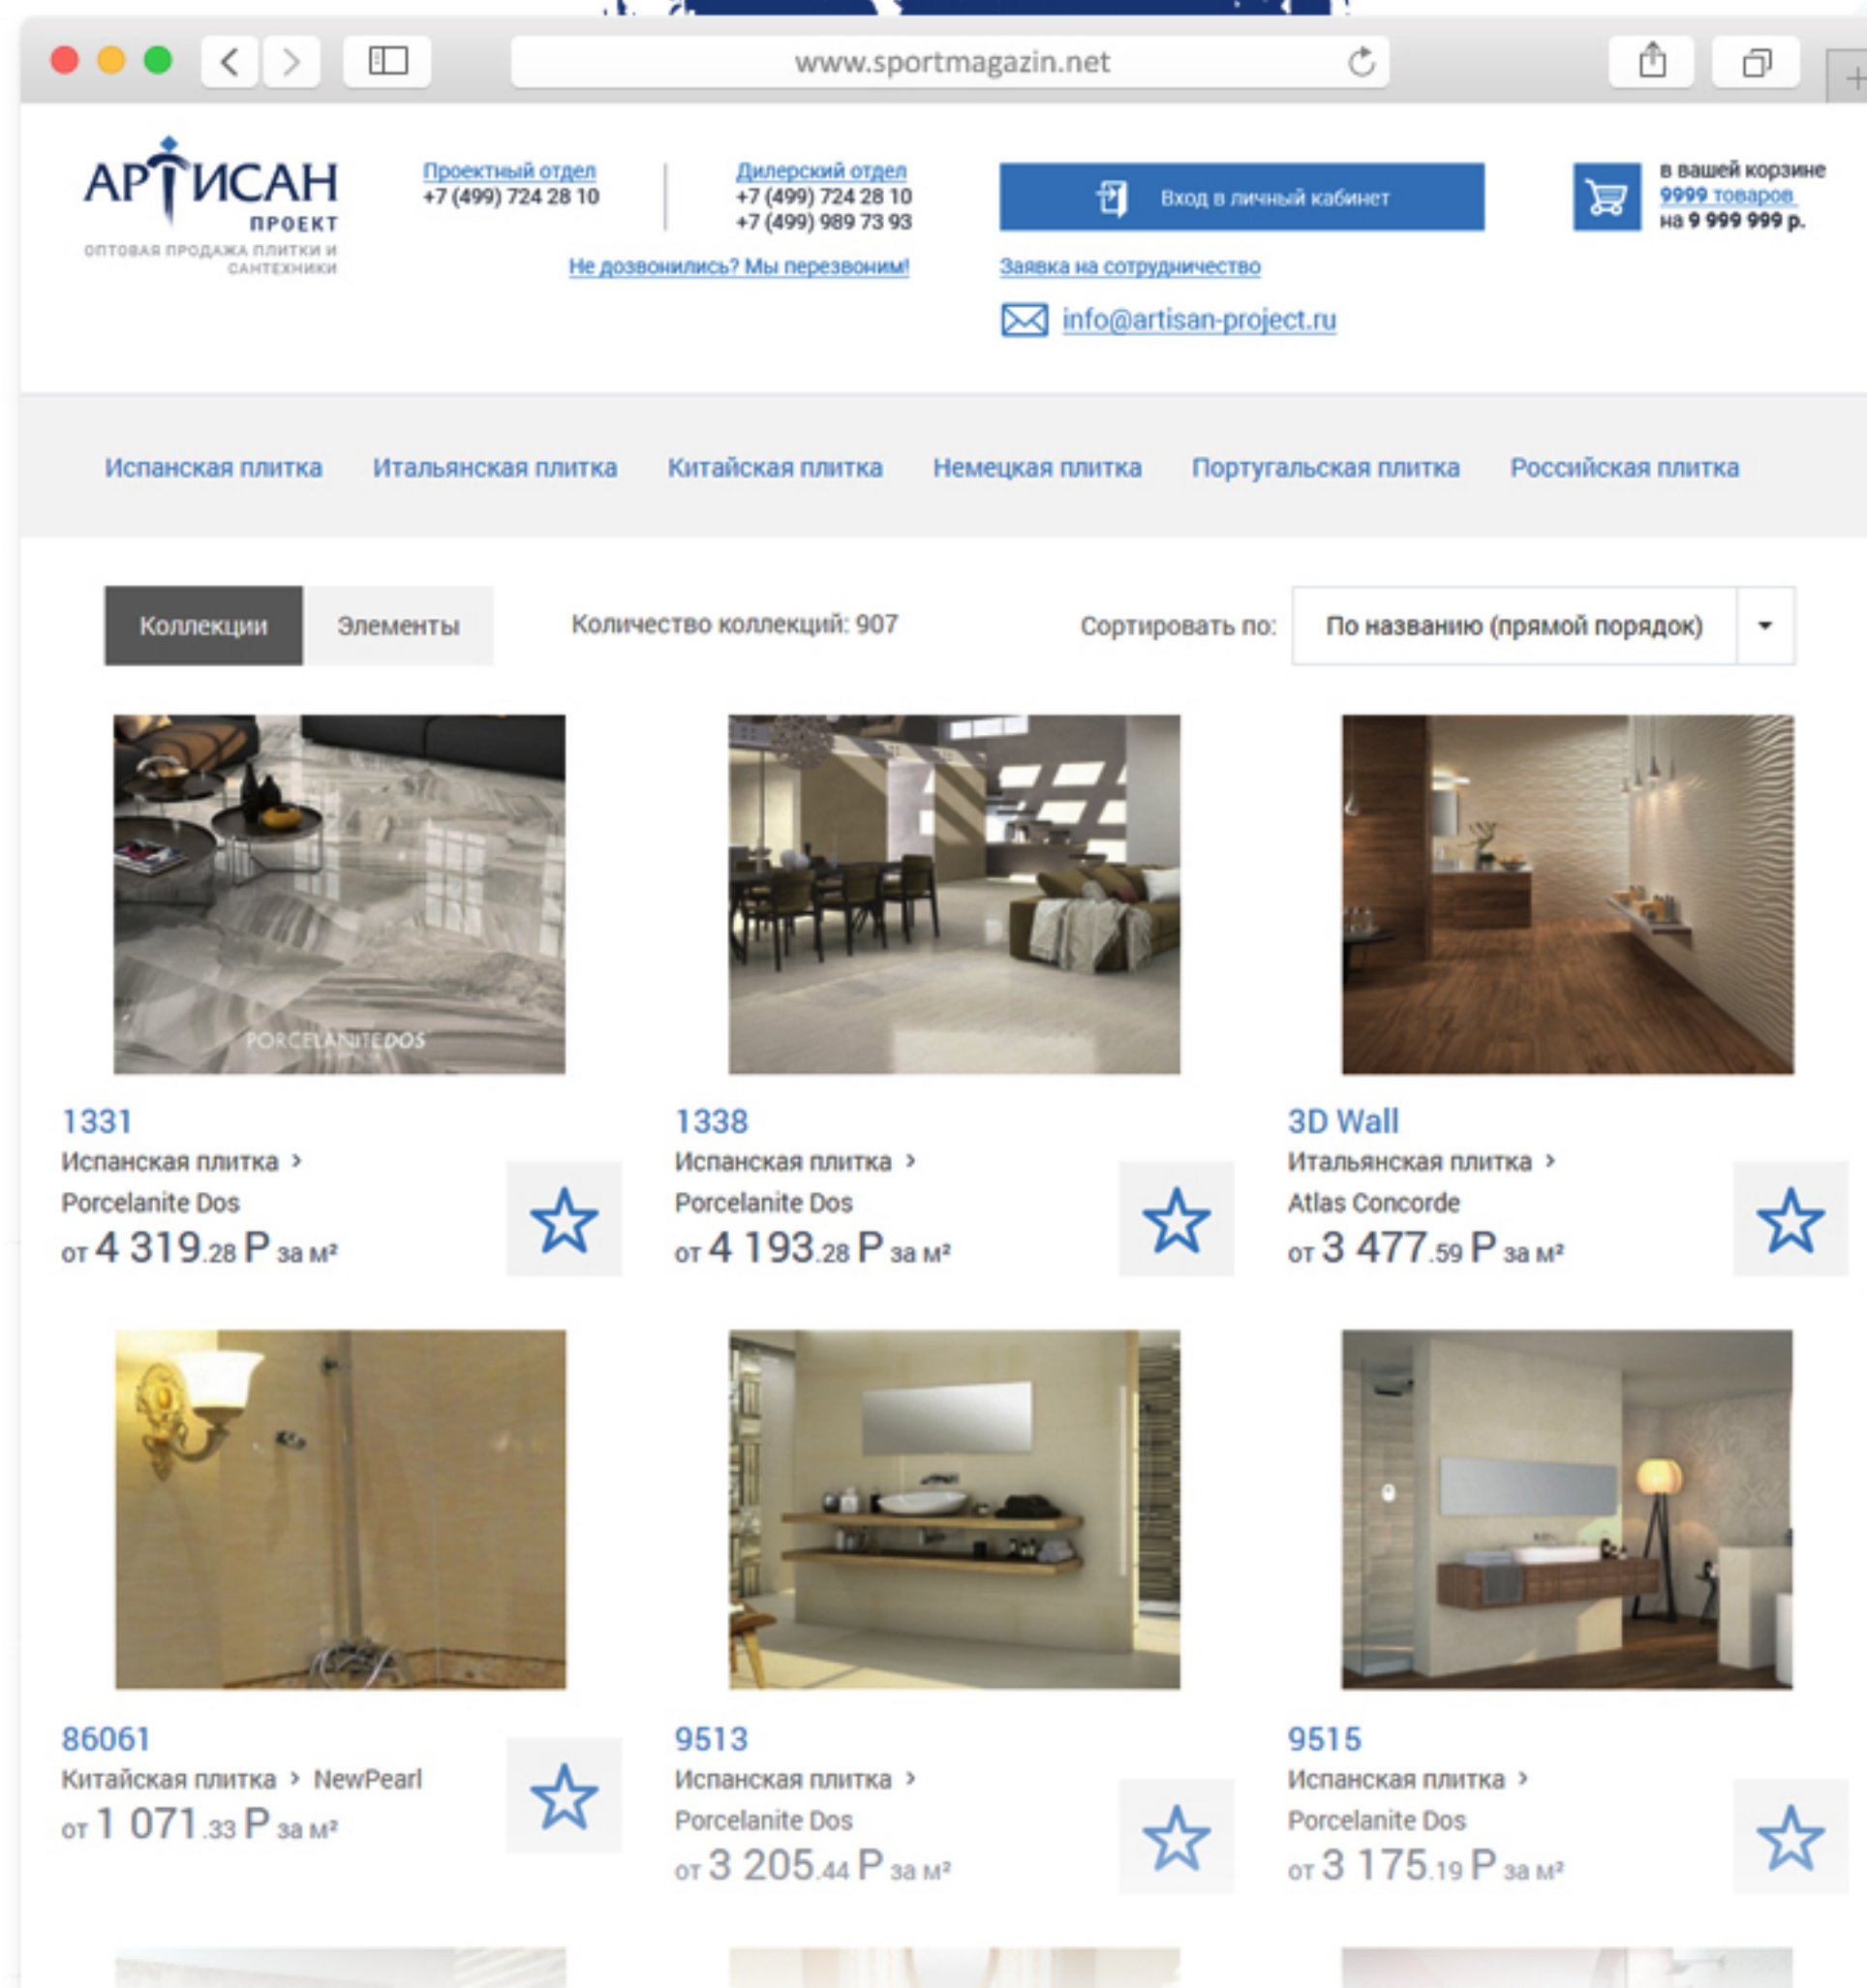 www.sportmagazin.net
АРТИСАН
ПРОЕКТ
ОПТОВАЯ ПРОДАЖА ПЛИТКИ И
САНТЕХНИКИ
Проектный отдел
+7 (499) 724 28 10
Дилерский отдел
+7 (499) 724 28 10
+7 (499) 989 73 93
Не дозвонились? Мы перезвоним!
Вход в личный кабинет
Заявка на сотрудничество
info@artisan-project.ru
в вашей корзине
9999 товаров
на 9 999 999 р.
Испанская плитка Итальянская плитка Китайская плитка Немецкая плитка Португальская плитка Российская плитка
Коллекции Элементы Количество коллекций: 907 Сортировать по: По названию (прямой порядок)
PORCELANITEDOS
1331
Испанская плитка >
Porcelanite Dos
от 4 319.28 Р за м²
1338
Испанская плитка >
Porcelanite Dos
от 4 193.28 Р за м²
3D Wall
Итальянская плитка >
Atlas Concorde
от 3 477.59 Р за м²
86061
Китайская плитка > NewPearl
от 1 071.33 Р за м²
9513
Испанская плитка >
Porcelanite Dos
от 3 205.44 Р за м²
9515
Испанская плитка >
Porcelanite Dos
от 3 175.19 Р за м²